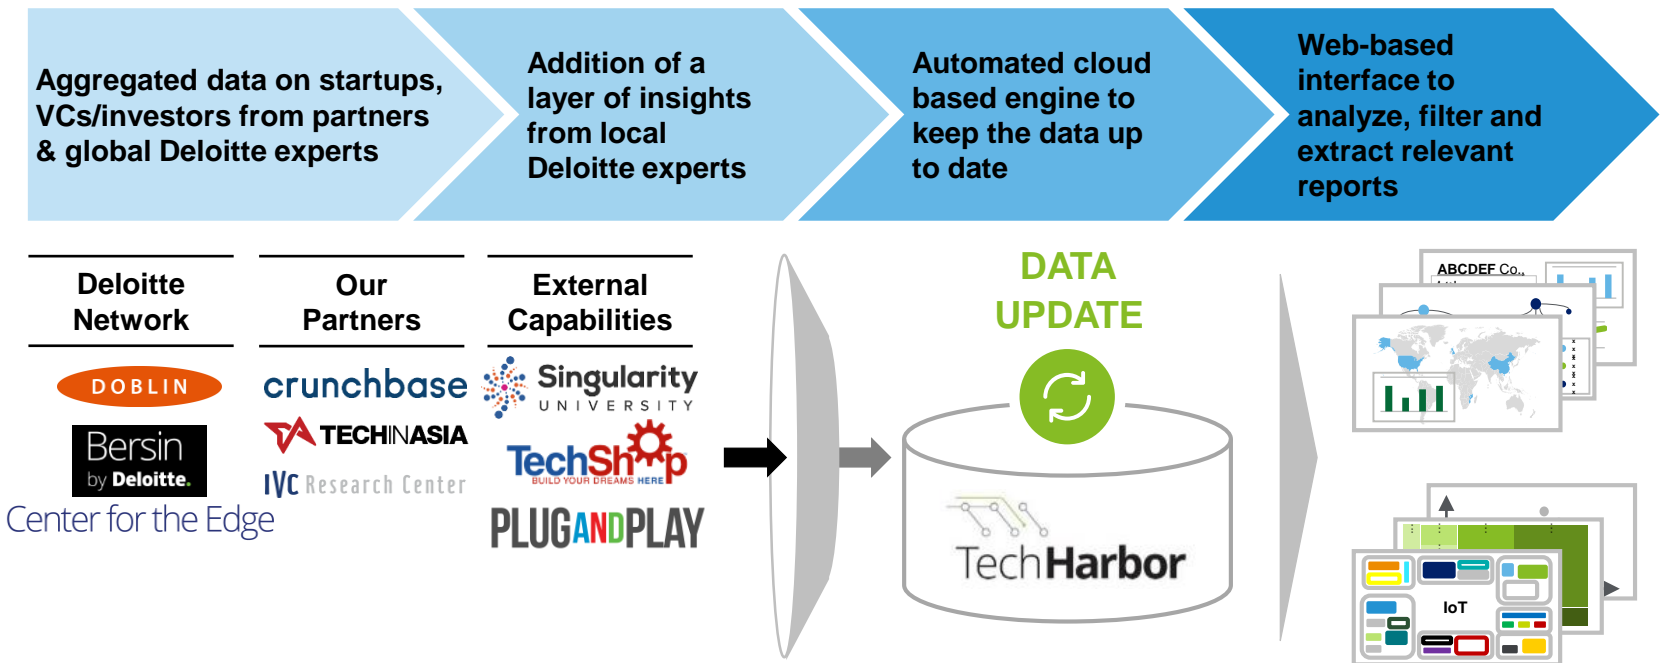 Aggregated data on startups,
VCs/investors from partners
& global Deloitte experts
Addition of a
layer of insights
from local
Deloitte experts
Automated cloud
based engine to
keep the data up
to date
Web-based
interface to
analyze, filter and
extract relevant
reports
Deloitte
Network
Our
Partners
External
Capabilities
DOBLIN
Bersin
by Deloitte.
Center for the Edge
crunchbase
TECHINASIA
IVC Research Center
Singularity
UNIVERSITY
TechShop
BUILD YOUR DREAMS HERE
PLUGANDPLAY
DATA
UPDATE
TechHarbor
ABCDEF Co.,
x
x
x
x
x
x
IoT